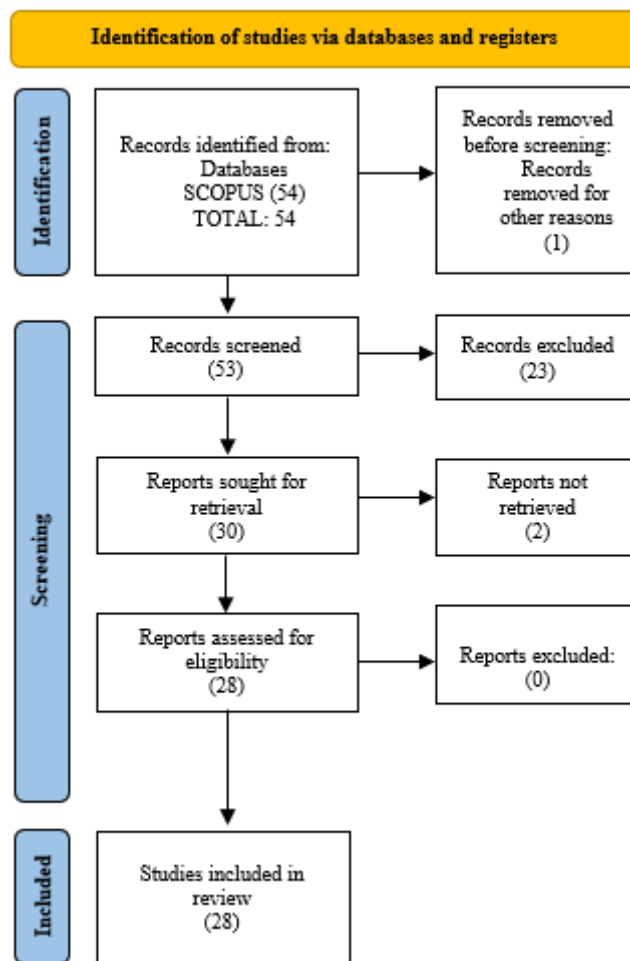 Identification of studies via databases and registers
Identification
Records identified from:
Databases
SCOPUS (54)
TOTAL: 54
Records removed
before screening:
Records
removed for
other reasons
(1)
Screening
Records screened
(53)
Records excluded
(23)
Reports sought for
retrieval
(30)
Reports not
retrieved
(2)
Reports assessed for
eligibility
(28)
Reports excluded:
(0)
Included
Studies included in
review
(28)